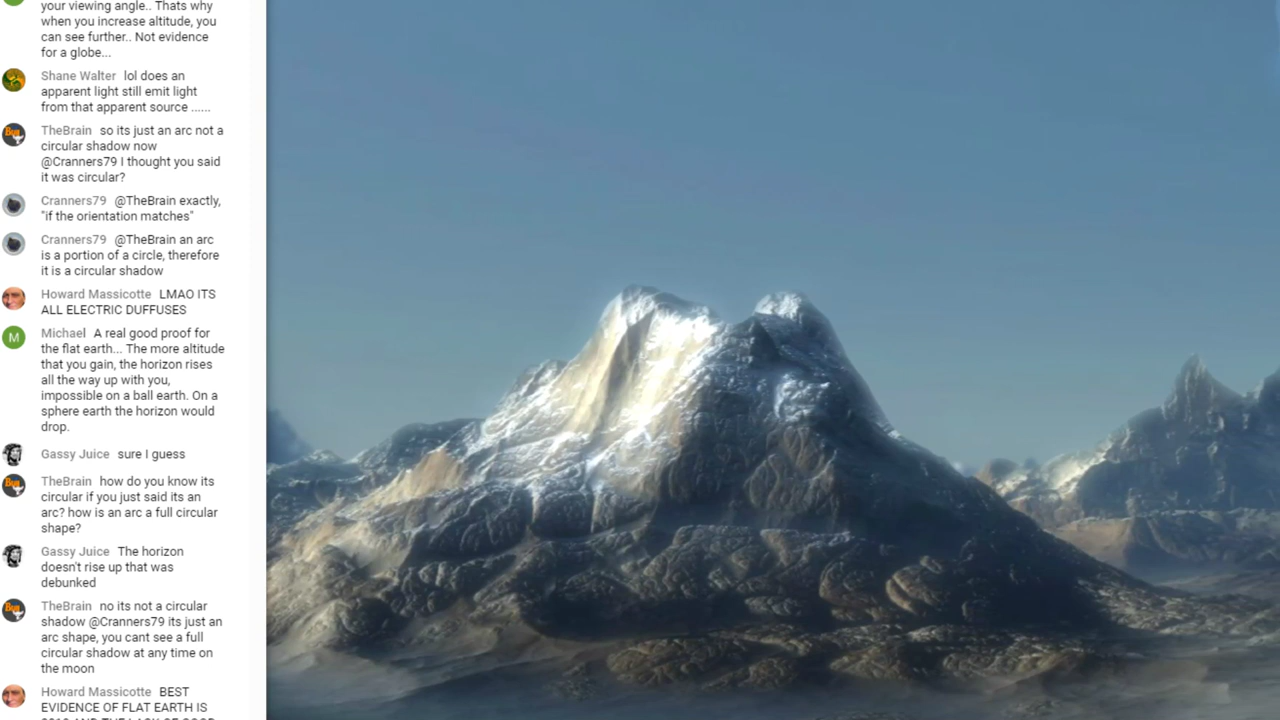 your viewing angle.. Thats why
when you increase altitude, you
can see further.. Not evidence
for a globe...
Shane Walter lol does an
apparent light still emit light
from that apparent source ......
TheBrain so its just an arc not a
circular shadow now
@Cranners79 I thought you said
it was circular?
Cranners79 @TheBrain exactly,
"if the orientation matches"
Cranners79 @TheBrain an arc
is a portion of a circle, therefore
it is a circular shadow
Howard Massicotte LMAO ITS
ALL ELECTRIC DUFFUSES
M
Michael A real good proof for
the flat earth... The more altitude
that you gain, the horizon rises
all the way up with you,
impossible on a ball earth. On a
sphere earth the horizon would
drop.
Gassy Juice sure I guess
TheBrain how do you know its
circular if you just said its an
arc? how is an arc a full circular
shape?
Gassy Juice The horizon
doesn't rise up that was
debunked
TheBrain no its not a circular
shadow @Cranners79 its just an
arc shape, you cant see a full
circular shadow at any time on
the moon
Howard Massicotte BEST
EVIDENCE OF FLAT EARTH IS